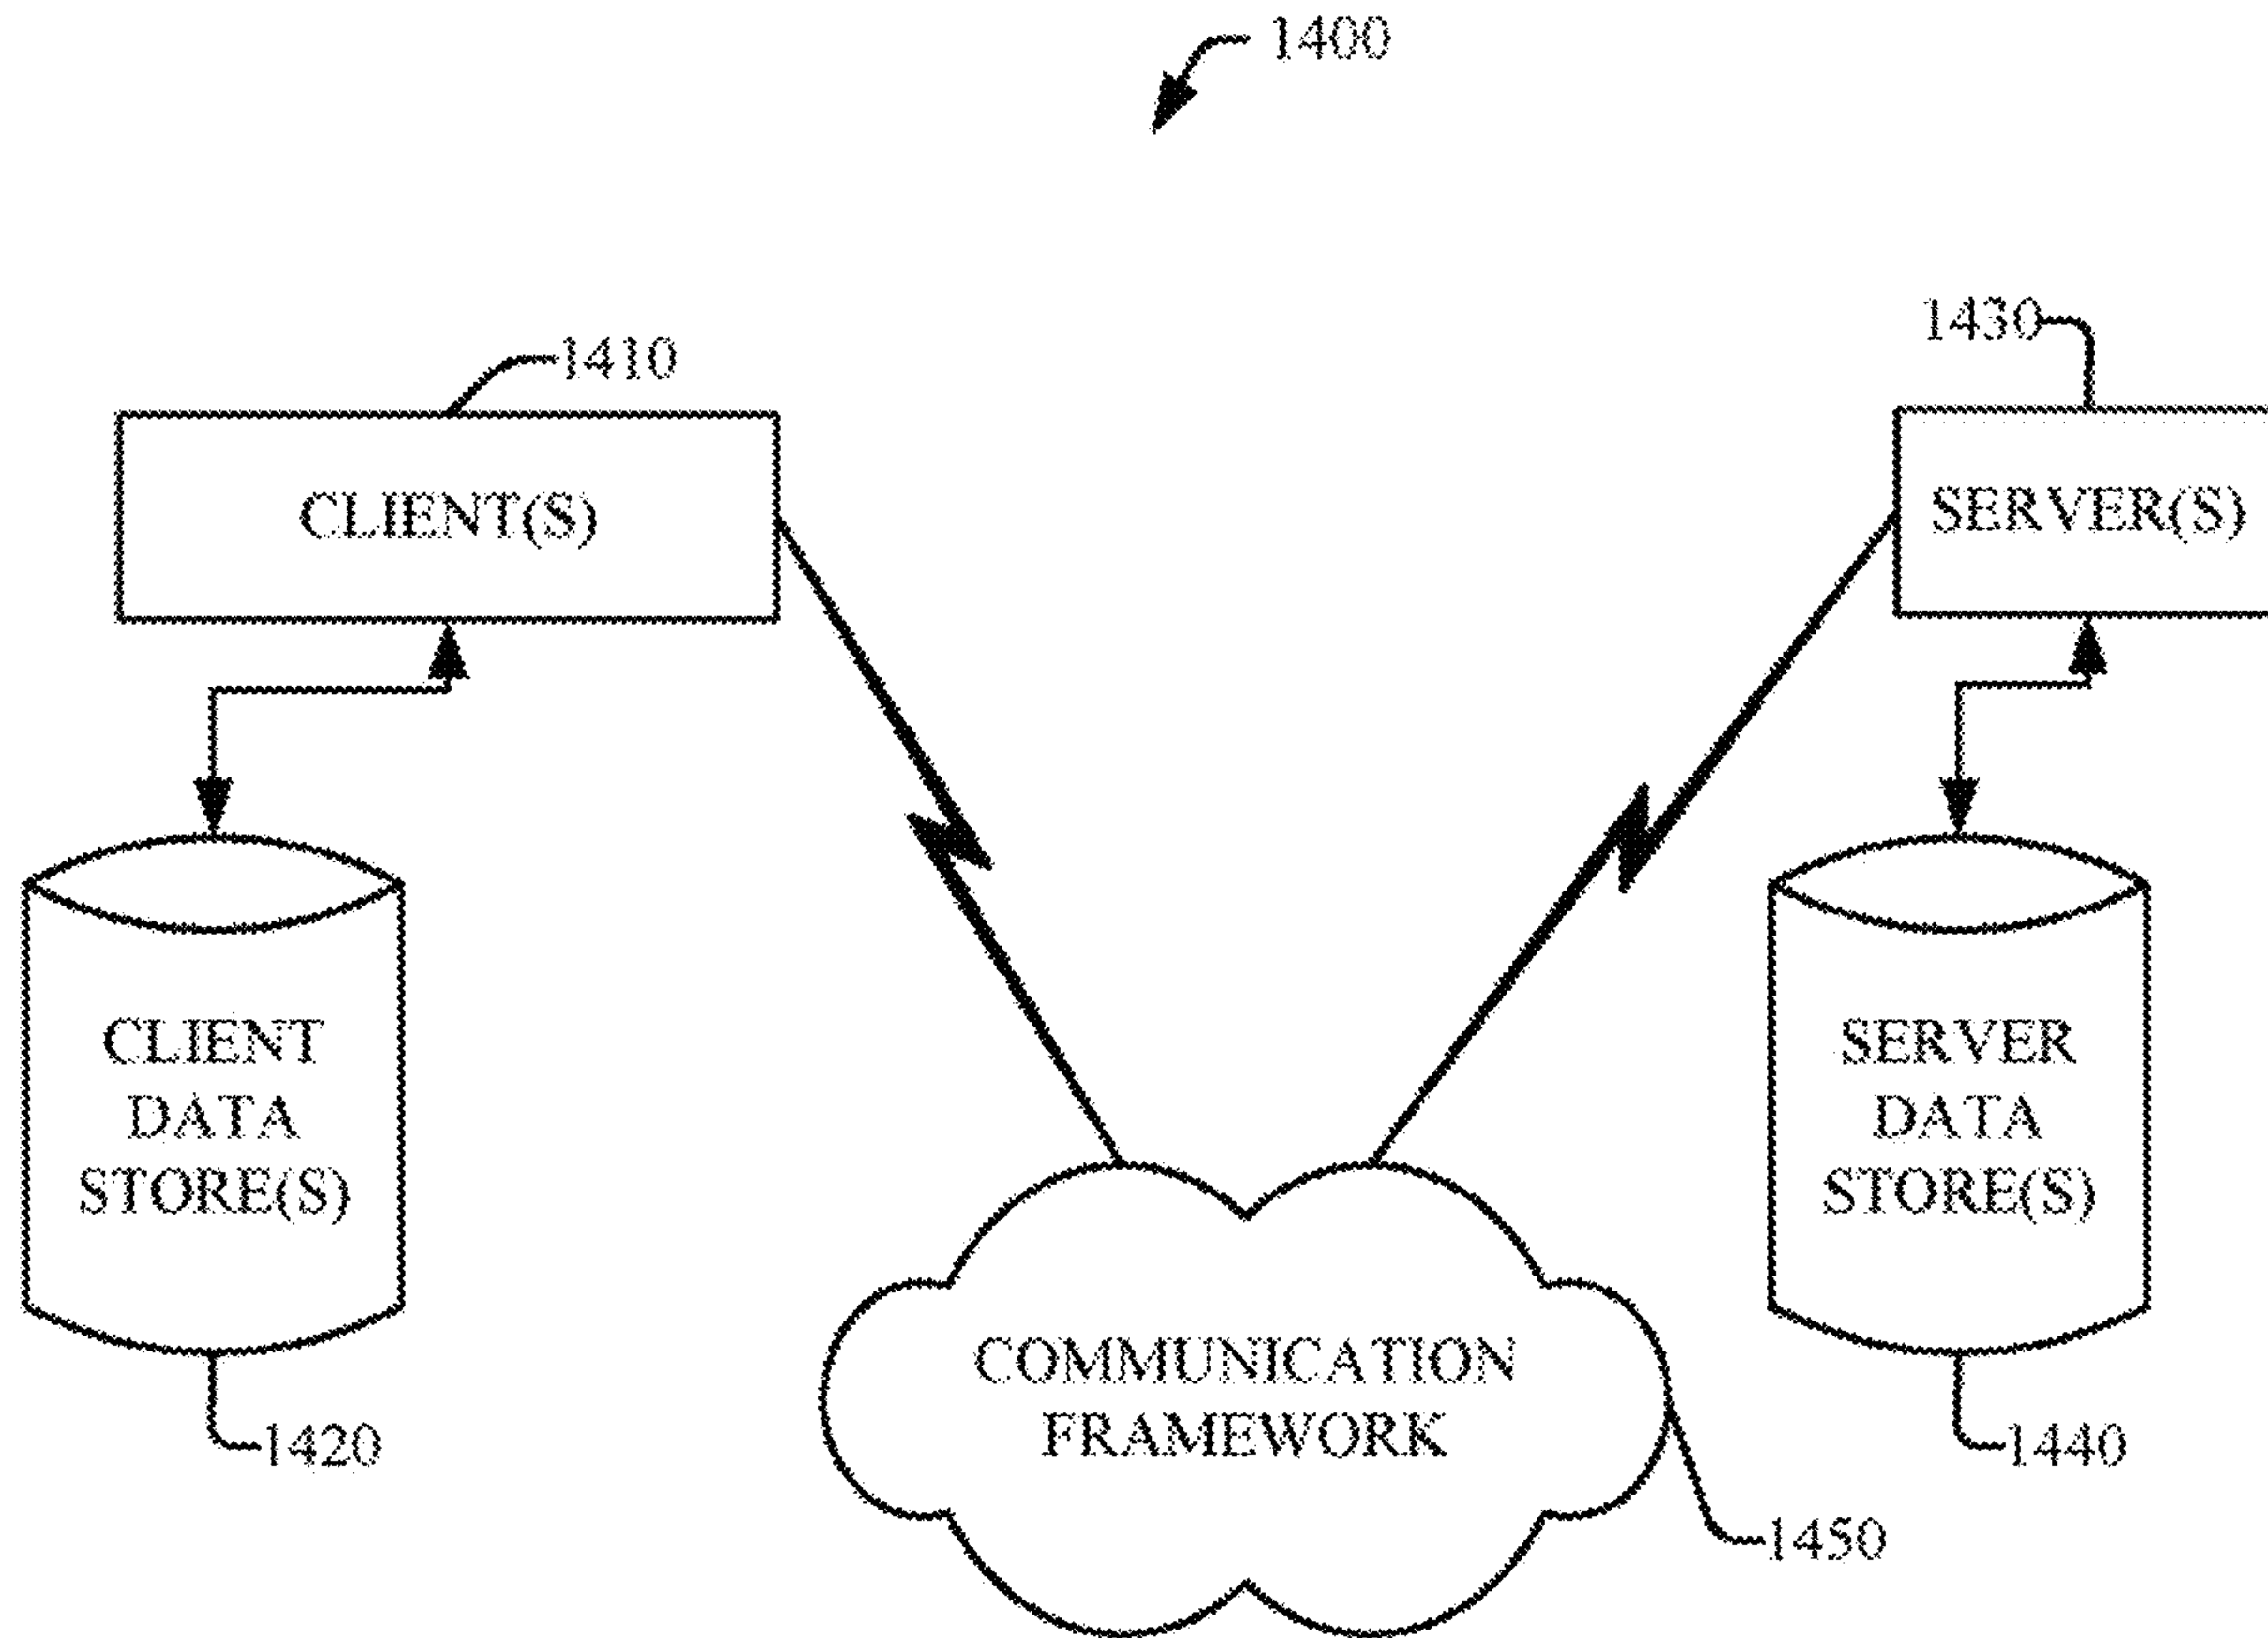 1400
1410
1430
CLIENT(S)
SERVER(S)
CLIENT
DATA
STORE(S)
SERVER
DATA
STORE(S)
COMMUNICATION
FRAMEWORK
1420
1440
1450